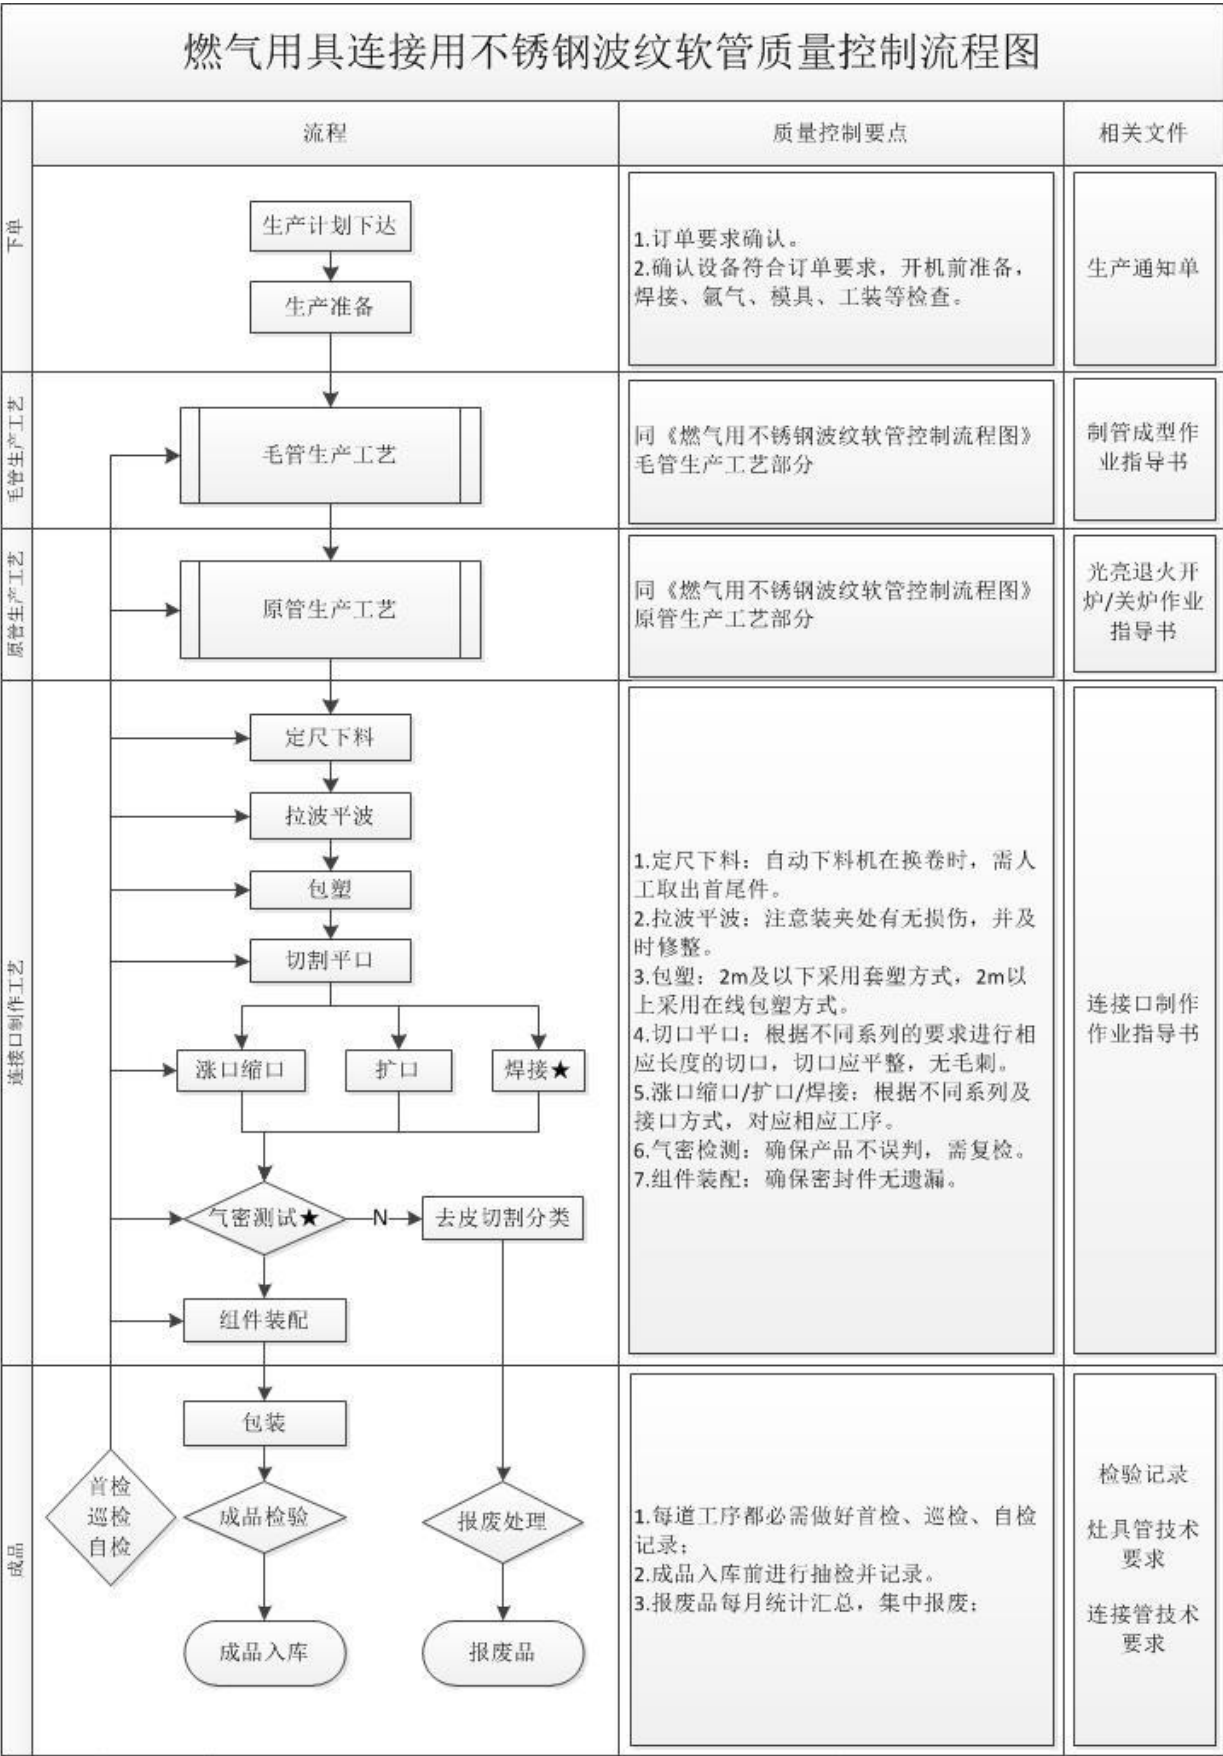 燃气用具连接用不锈钢波纹软管质量控制流程图
流程
质量控制要点
相关文件
下单
生产计划下达
生产准备
1.订单要求确认。
2.确认设备符合订单要求，开机前准备，
焊接、氩气、模具、工装等检查。
生产通知单
毛管生产工艺
毛管生产工艺
同《燃气用不锈钢波纹软管控制流程图》
毛管生产工艺部分
制管成型作
业指导书
原管生产工艺
原管生产工艺
同《燃气用不锈钢波纹软管控制流程图》
原管生产工艺部分
光亮退火开
炉/关炉作业
指导书
连接口制作工艺
定尺下料
拉波平波
包塑
切割平口
涨口缩口
扩口
焊接★
气密测试★
N
去皮切割分类
组件装配
1.定尺下料：自动下料机在换卷时，需人
工取出首尾件。
2.拉波平波：注意装夹处有无损伤，并及
时修整。
3.包塑：2m及以下采用套塑方式，2m以
上采用在线包塑方式。
4.切口平口：根据不同系列的要求进行相
应长度的切口，切口应平整，无毛刺。
5.涨口缩口/扩口/焊接：根据不同系列及
接口方式，对应相应工序。
6.气密检测：确保产品不误判，需复检。
7.组件装配：确保密封件无遗漏。
连接口制作
作业指导书
成品
包装
首检
巡检
自检
成品检验
报废处理
成品入库
报废品
1.每道工序都必需做好首检、巡检、自检
记录；
2.成品入库前进行抽检并记录。
3.报废品每月统计汇总，集中报废；
检验记录
灶具管技术
要求
连接管技术
要求